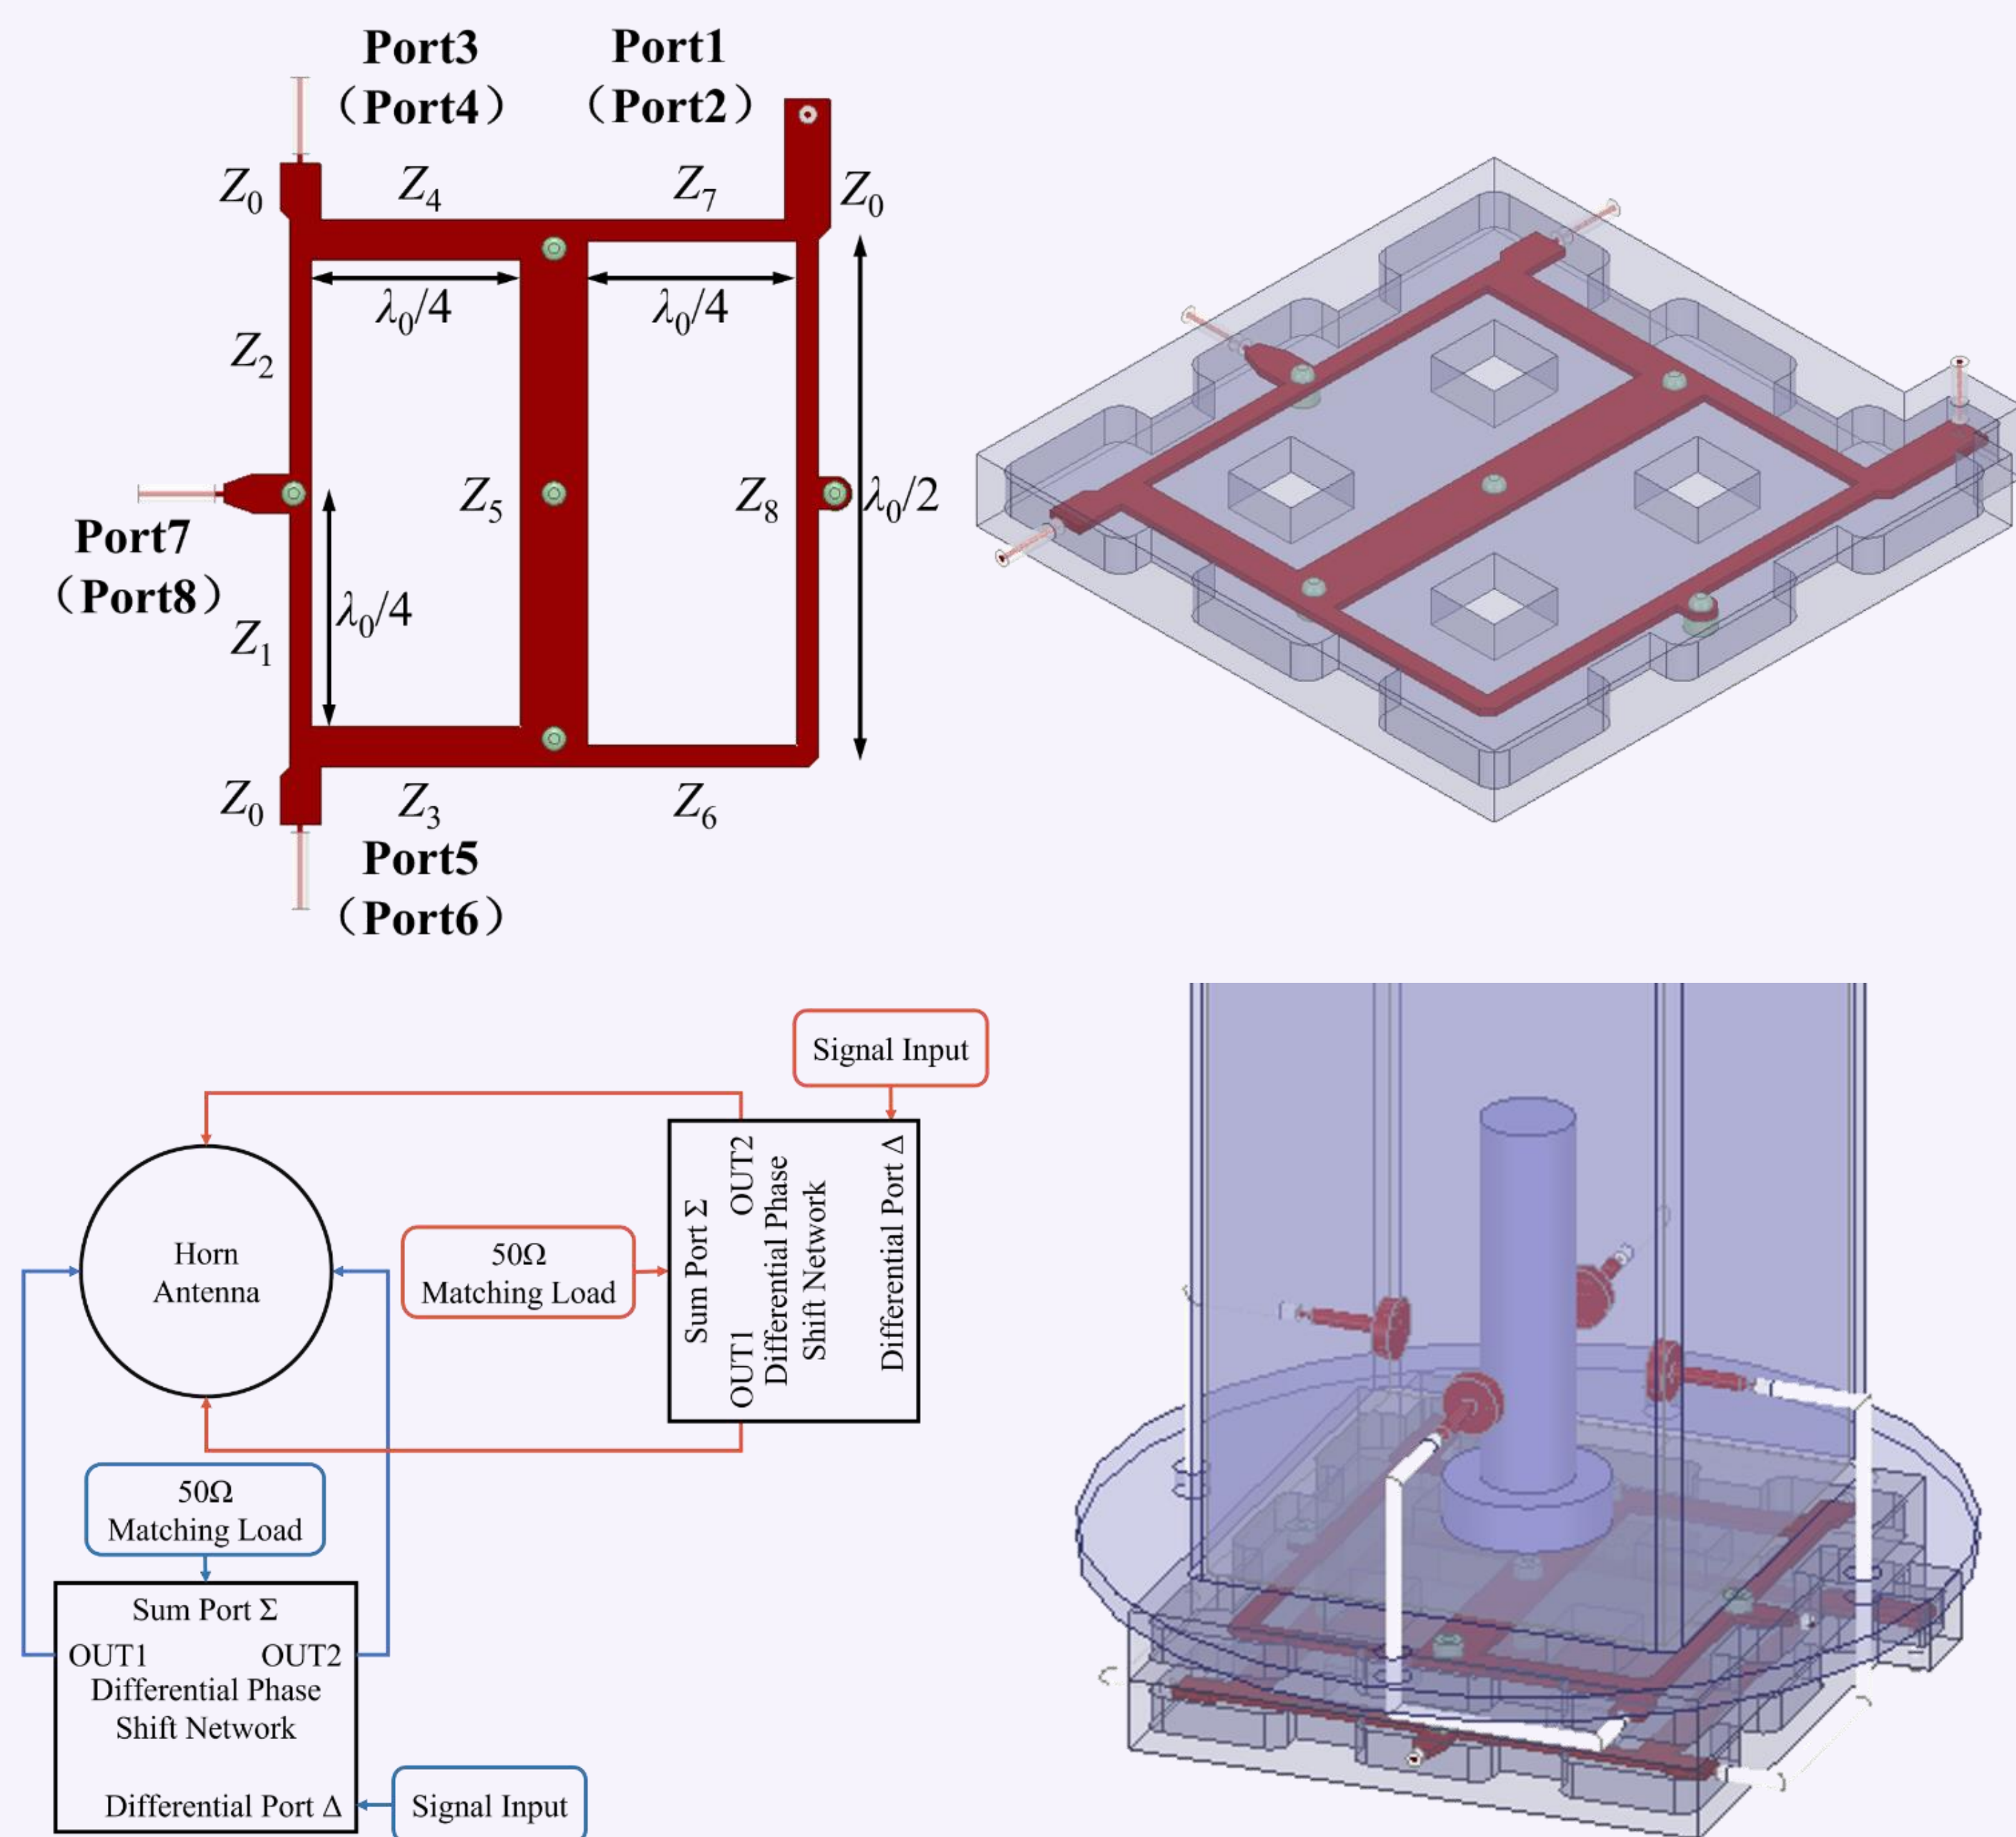 Port3
（Port4）
Port1
（Port2）
Z0
Z4
Z7
Z0
λ0/4
λ0/4
Z2
Z5
Z8
λ0/2
Port7
（Port8）
λ0/4
Z1
Z0
Z3
Z6
Port5
（Port6）
Signal Input
Horn
Antenna
50Ω
Matching Load
Sum Port Σ
OUT1
OUT2
Differential Phase
Shift Network
Differential Port Δ
50Ω
Matching Load
Sum Port Σ
OUT1
OUT2
Differential Phase
Shift Network
Differential Port Δ
Signal Input